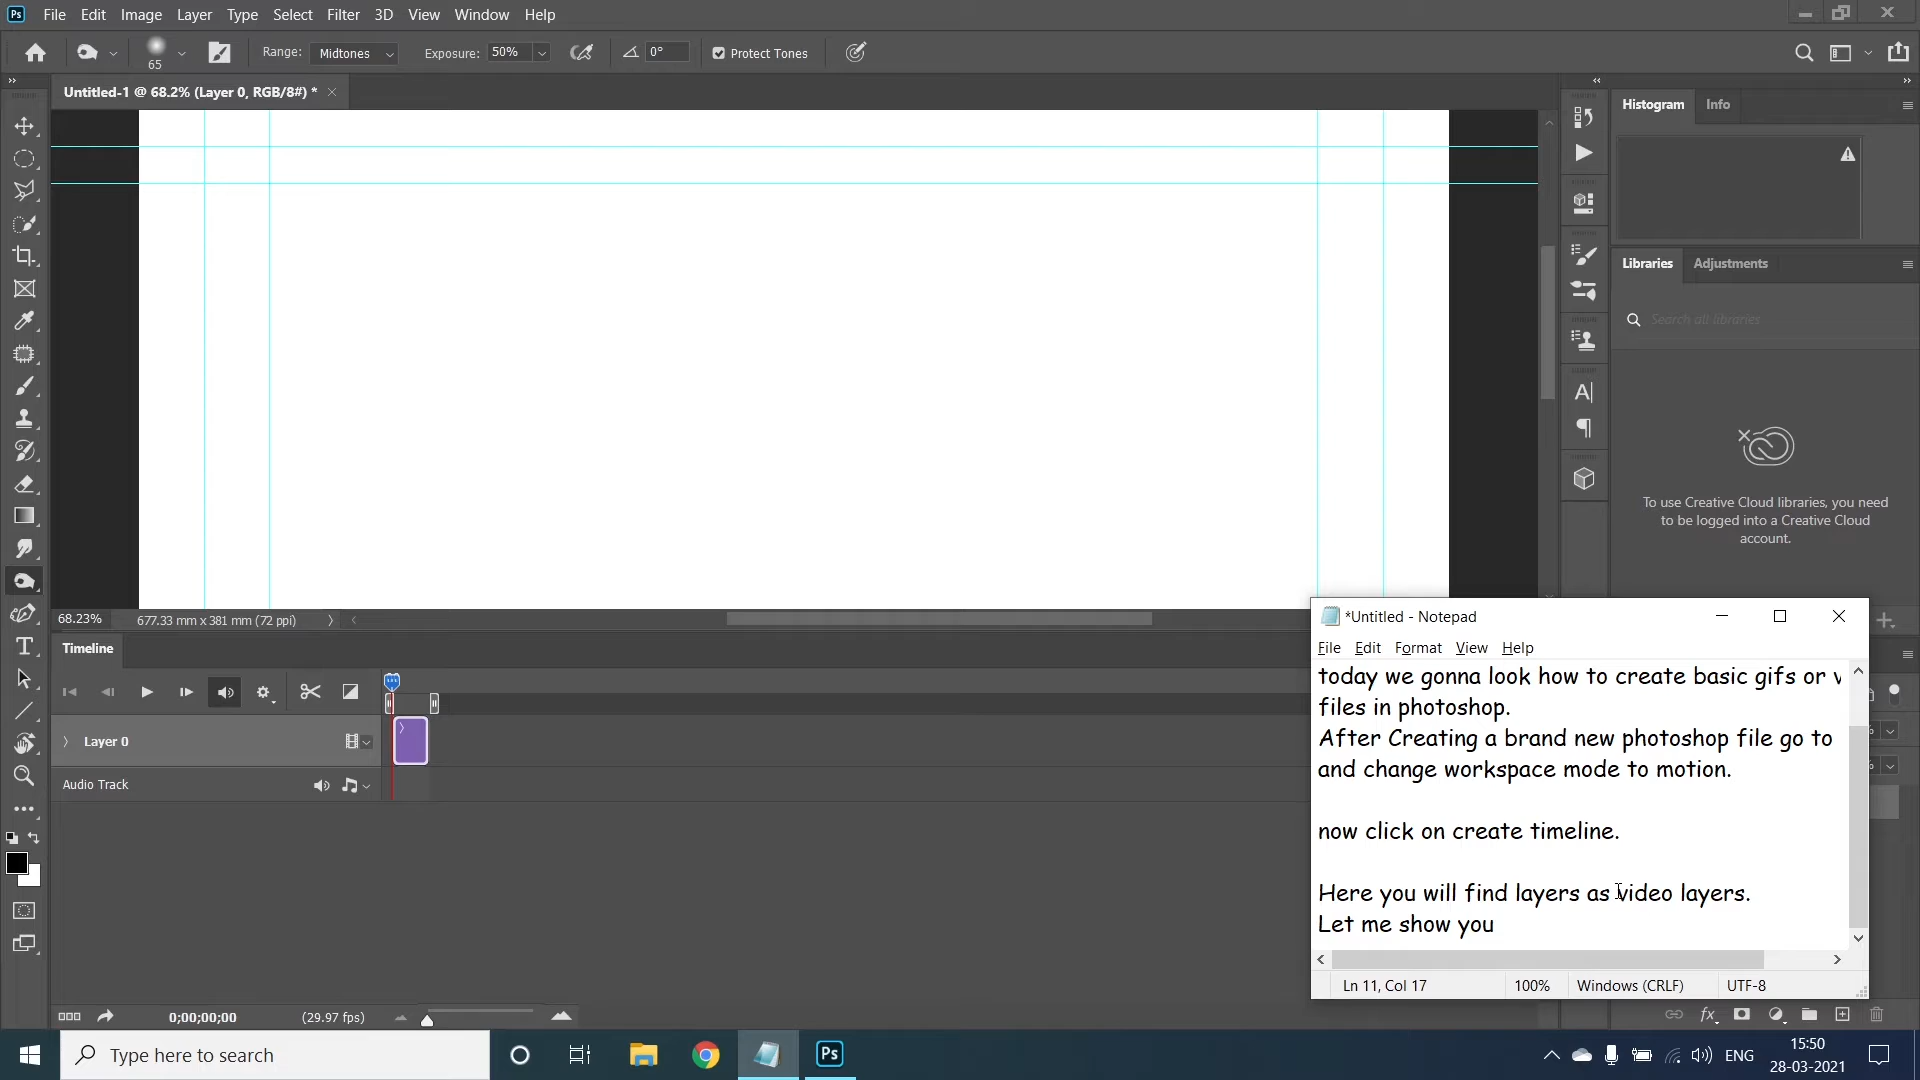 Ps File Edit Image Layer Type Select Filter 3D View Window Help
65 Range: Midtones Exposure: 50% 0° Protect Tones
Untitled-1 @ 68.2% (Layer 0, RGB/8#) *
Histogram Info
Libraries Adjustments
Search all libraries
To use Creative Cloud libraries, you need
to be logged into a Creative Cloud
account.
68.23% 677.33 mm x 381 mm (72 ppi)
Timeline
Layer 0
Audio Track
0;00;00;00 (29.97 fps)
*Untitled - Notepad
File Edit Format View Help
today we gonna look how to create basic gifs or
files in photoshop.
After Creating a brand new photoshop file go to
and change workspace mode to motion.
now click on create timeline.
Here you will find layers as video layers.
Let me show you
Ln 11, Col 17 100% Windows (CRLF) UTF-8
fx
Type here to search
Ps
ENG
15:50
28-03-2021